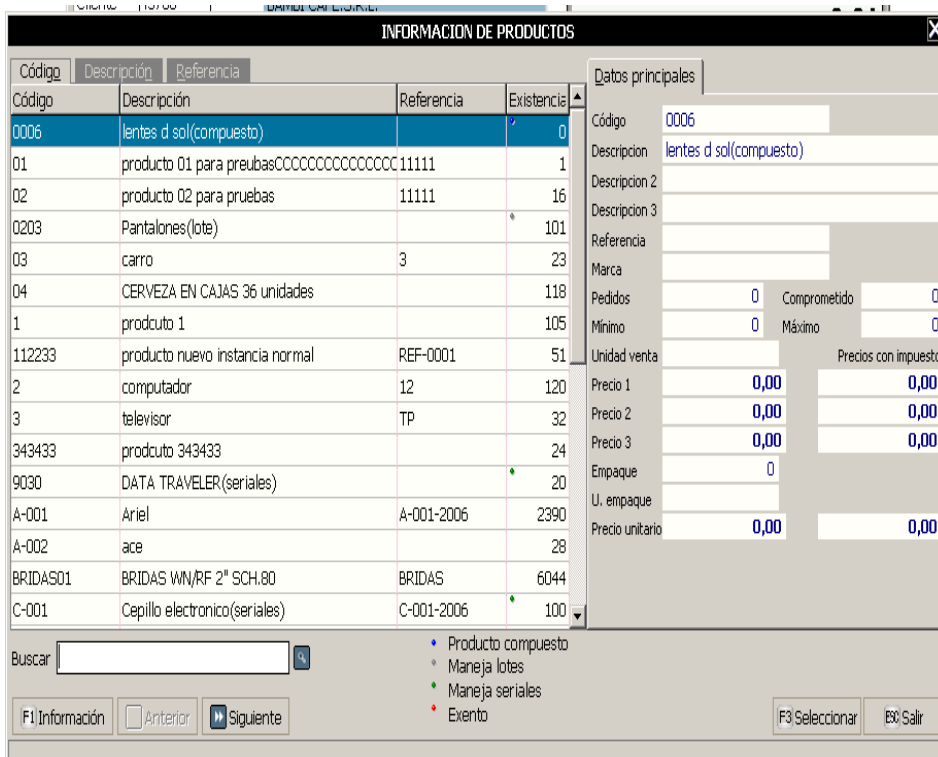 Cliente 15768 BAMBI CAFE.S.R.L.
INFORMACION DE PRODUCTOS
Código Descripción Referencia
Código Descripción Referencia Existencia
0006 lentes d sol(compuesto) 0
01 producto 01 para preubasCCCCCCCCCCCCCCC 11111 1
02 producto 02 para pruebas 11111 16
0203 Pantalones(lote) 101
03 carro 3 23
04 CERVEZA EN CAJAS 36 unidades 118
1 prodcuto 1 105
112233 producto nuevo instancia normal REF-0001 51
2 computador 12 120
3 televisor TP 32
343433 prodcuto 343433 24
9030 DATA TRAVELER(seriales) 20
A-001 Ariel A-001-2006 2390
A-002 ace 28
BRIDAS01 BRIDAS WN/RF 2" SCH.80 BRIDAS 6044
C-001 Cepillo electronico(seriales) C-001-2006 100
Datos principales
Código 0006
Descripcion lentes d sol(compuesto)
Descripcion 2
Descripcion 3
Referencia
Marca
Pedidos 0 Comprometido 0
Mínimo 0 Máximo 0
Unidad venta Precios con impuesto
Precio 1 0,00 0,00
Precio 2 0,00 0,00
Precio 3 0,00 0,00
Empaque 0
U. empaque
Precio unitario 0,00 0,00
Buscar
Producto compuesto
Maneja lotes
Maneja seriales
Exento
F1 Información Anterior Siguiente F3 Seleccionar ESC Salir